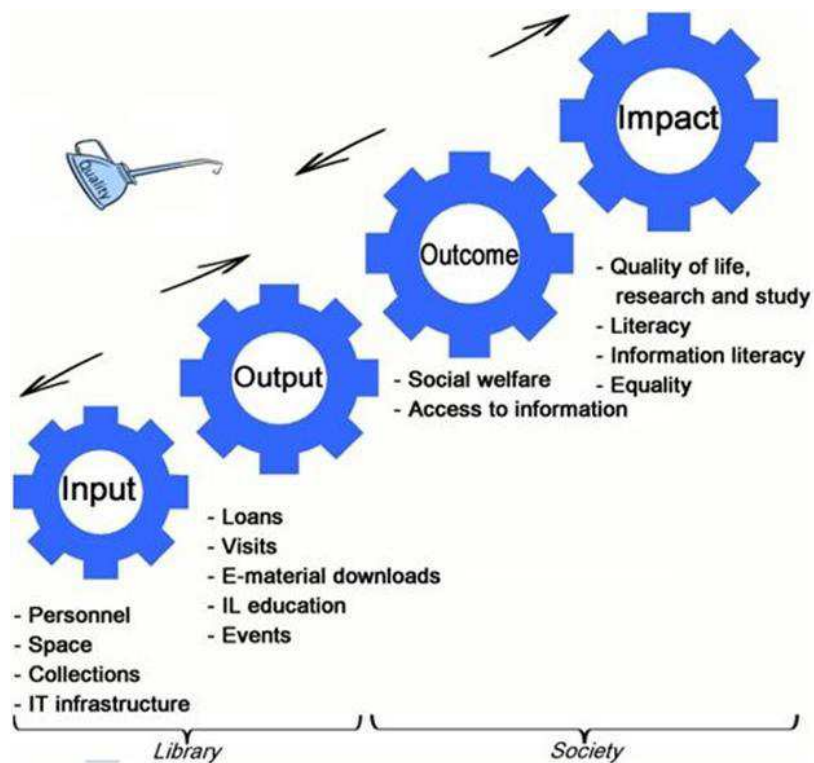 Impact
Quality
Outcome
- Quality of life,
research and study
- Literacy
- Information literacy
- Equality
Output
- Social welfare
- Access to information
Input
- Loans
- Visits
- E-material downloads
- IL education
- Events
- Personnel
- Space
- Collections
- IT infrastructure
Library
Society